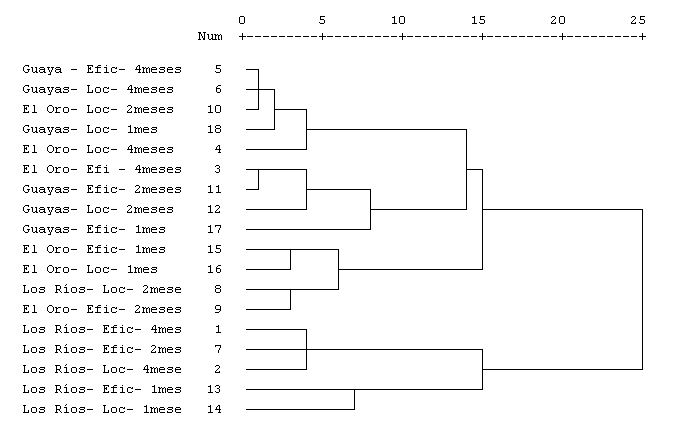 0 5 10 15 20 25
Num +---------+---------+---------+---------+---------+
Guaya - Efic- 4meses 5
Guayas- Loc- 4meses 6
El Oro- Loc- 2meses 10
Guayas- Loc- 1mes 18
El Oro- Loc- 4meses 4
El Oro- Efi - 4meses 3
Guayas- Efic- 2meses 11
Guayas- Loc- 2meses 12
Guayas- Efic- 1mes 17
El Oro- Efic- 1mes 15
El Oro- Loc- 1mes 16
Los Ríos- Loc- 2mese 8
El Oro- Efic- 2meses 9
Los Ríos- Efic- 4mes 1
Los Ríos- Efic- 2mes 7
Los Ríos- Loc- 4mese 2
Los Ríos- Efic- 1mes 13
Los Ríos- Loc- 1mese 14